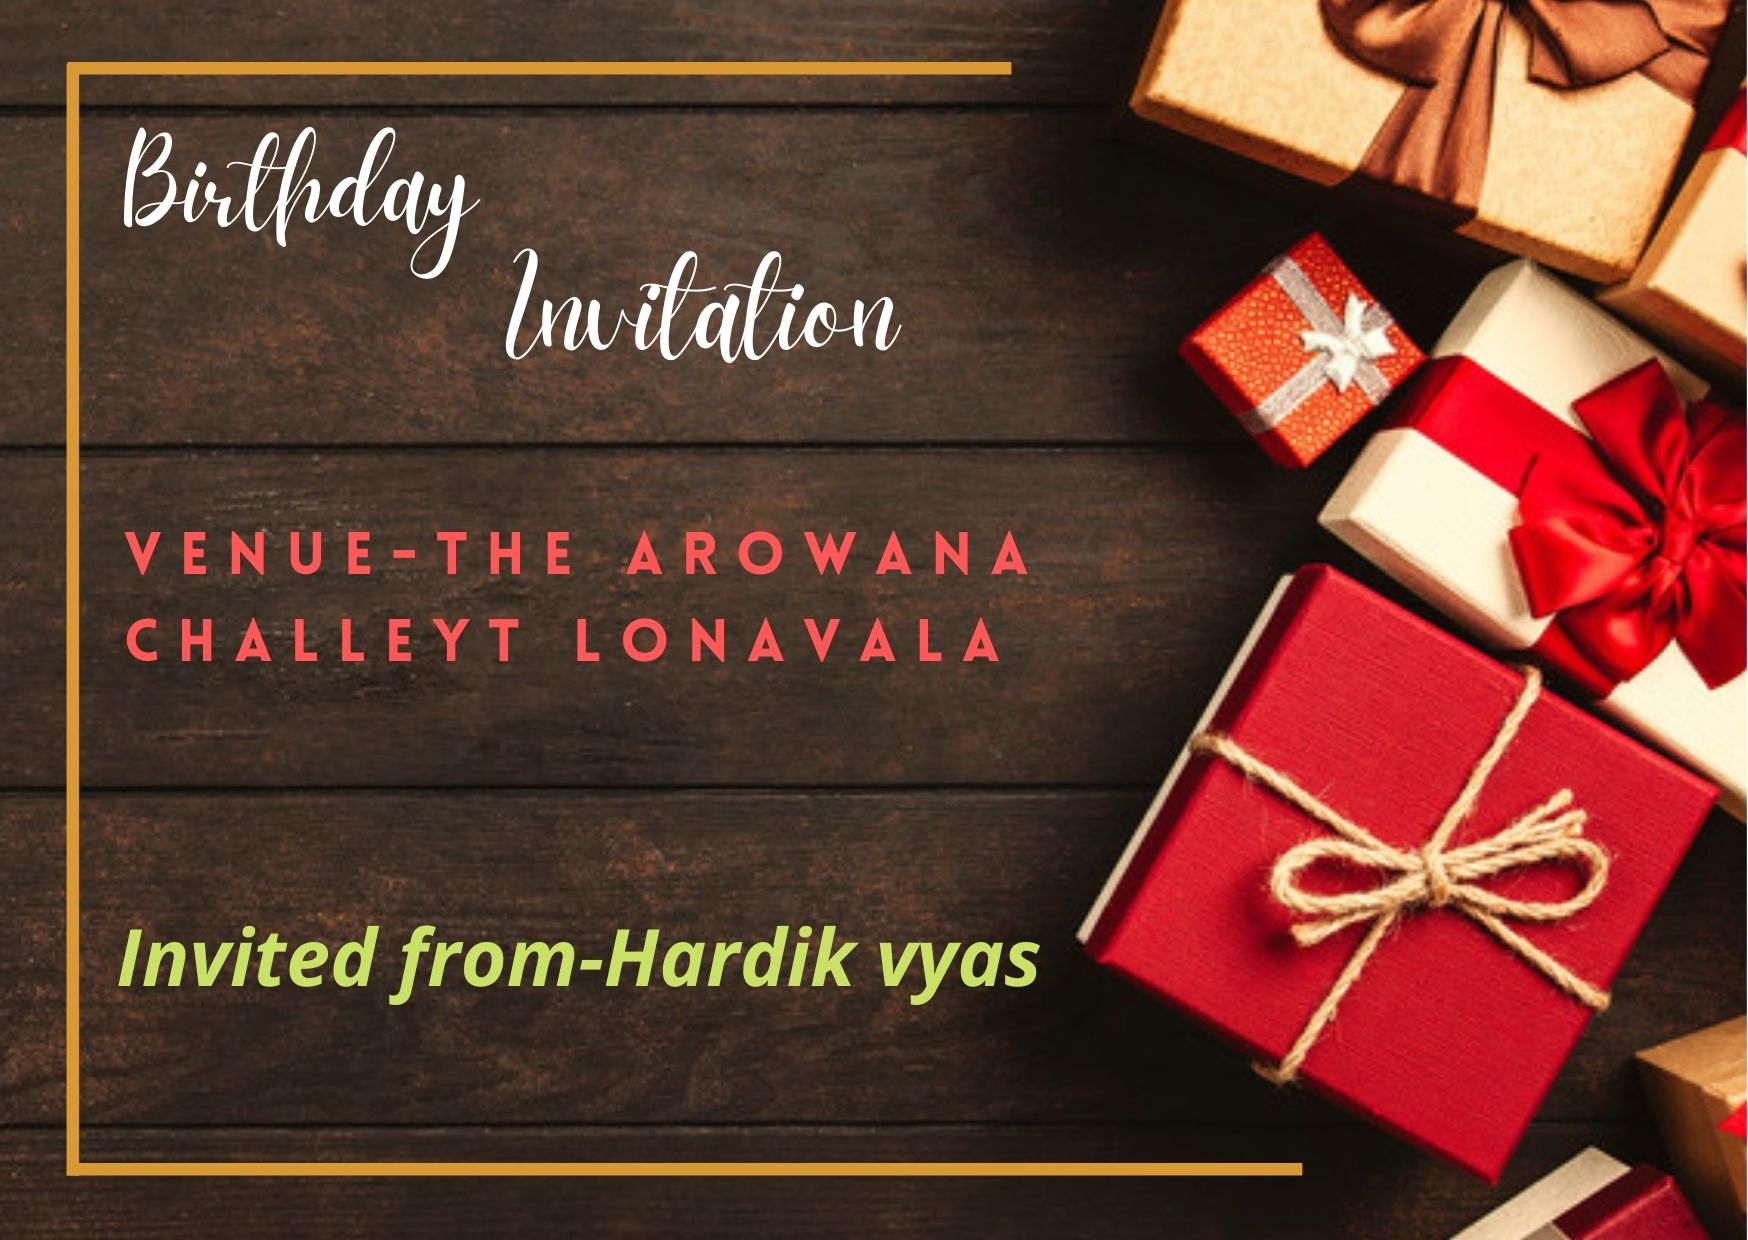 Birthday
Invitation
VENUE-THE AROWANA
CHALLEYT LONAVALA
Invited from-Hardik vyas